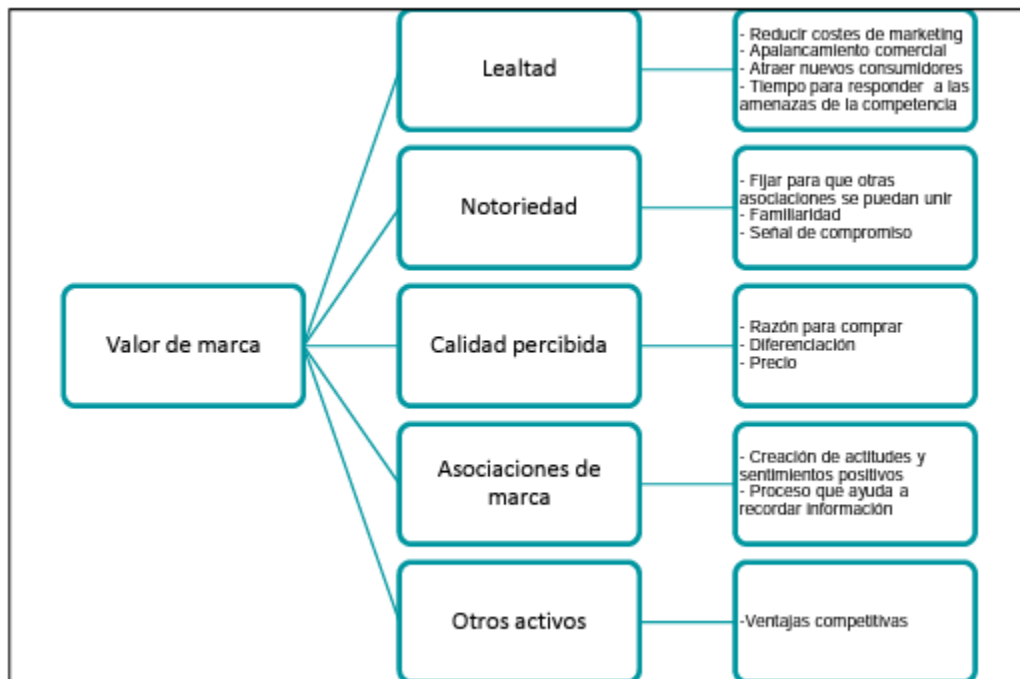 Valor de marca
Lealtad
- Reducir costes de marketing
- Apalancamiento comercial
- Atraer nuevos consumidores
- Tiempo para responder a las
amenazas de la competencia
Notoriedad
- Fijar para que otras
asociaciones se puedan unir
- Familiaridad
- Señal de compromiso
Calidad percibida
- Razón para comprar
- Diferenciación
- Precio
Asociaciones de
marca
- Creación de actitudes y
sentimientos positivos
- Proceso que ayuda a
recordar información
Otros activos
-Ventajas competitivas